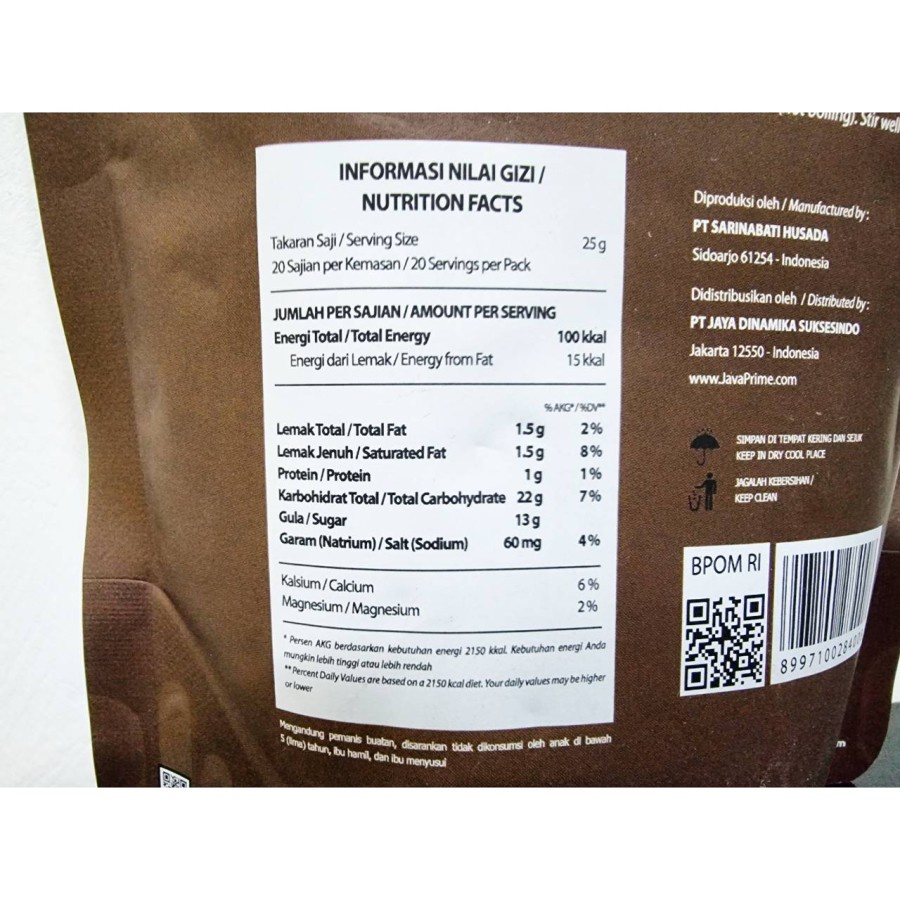 Stir well
INFORMASI NILAI GIZI /
NUTRITION FACTS
Takaran Saji / Serving Size 25 g
20 Sajian per Kemasan / 20 Servings per Pack
JUMLAH PER SAJIAN / AMOUNT PER SERVING
Energi Total / Total Energy 100 kkal
Energi dari Lemak / Energy from Fat 15 kkal
% AKG* / %DV**
Lemak Total / Total Fat 1.5 g 2%
Lemak Jenuh / Saturated Fat 1.5 g 8%
Protein / Protein 1 g 1%
Karbohidrat Total / Total Carbohydrate 22 g 7%
Gula / Sugar 13 g
Garam (Natrium) / Salt (Sodium) 60 mg 4%
Kalsium / Calcium 6%
Magnesium / Magnesium 2%
* Persen AKG berdasarkan kebutuhan energi 2150 kkal. Kebutuhan energi Anda
mungkin lebih tinggi atau lebih rendah
** Percent Daily Values are based on a 2150 kcal diet. Your daily values may be higher
or lower
Mengandung pemanis buatan, disarankan tidak dikonsumsi oleh anak di bawah
5 (lima) tahun, ibu hamil, dan ibu menyusui
Diproduksi oleh / Manufactured by:
PT SARINABATI HUSADA
Sidoarjo 61254 - Indonesia
Didistribusikan oleh / Distributed by:
PT JAYA DINAMIKA SUKSESINDO
Jakarta 12550 - Indonesia
www.JavaPrime.com
SIMPAN DI TEMPAT KERING DAN SEJUK
KEEP IN DRY COOL PLACE
JAGALAH KEBERSIHAN /
KEEP CLEAN
BPOM RI
899710028400